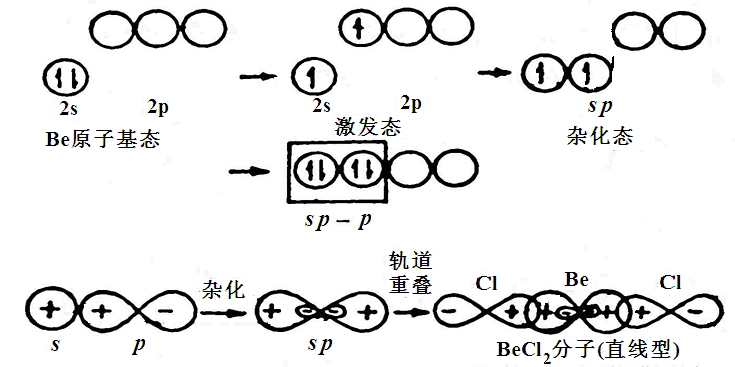 2s 2p
Be原子基态
2s 2p
激发态
sp
杂化态
sp – p
+ + -
s p
杂化
+ - - +
sp
轨道
重叠
Cl Be Cl
- + + + + -
BeCl₂分子(直线型)